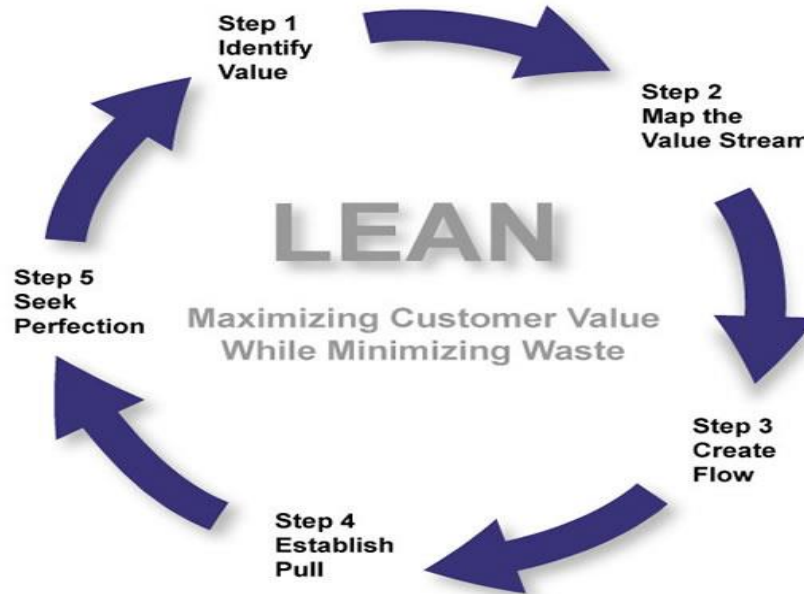 Step 1
Identify
Value
Step 2
Map the
Value Stream
LEAN
Maximizing Customer Value
While Minimizing Waste
Step 3
Create
Flow
Step 4
Establish
Pull
Step 5
Seek
Perfection